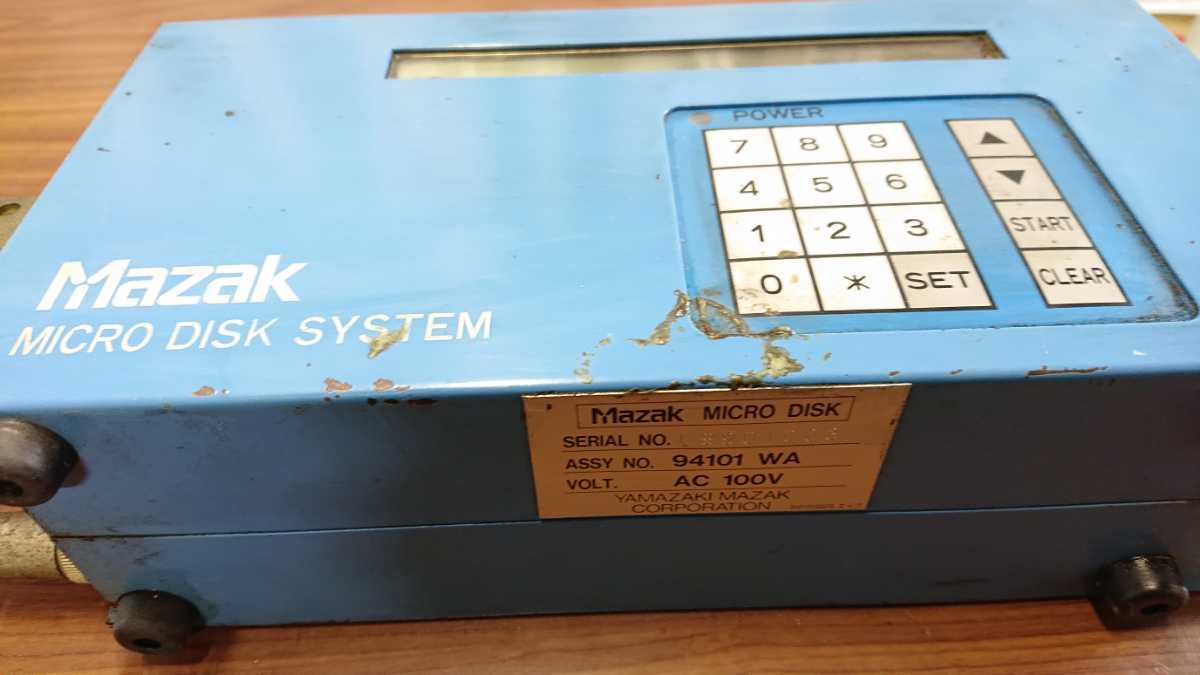 POWER
7 8 9 ▲
4 5 6 ▼
1 2 3 START
0 * SET CLEAR
Mazak
MICRO DISK SYSTEM
Mazak MICRO DISK
SERIAL NO.
ASSY NO. 94101 WA
VOLT. AC 100V
YAMAZAKI MAZAK
CORPORATION